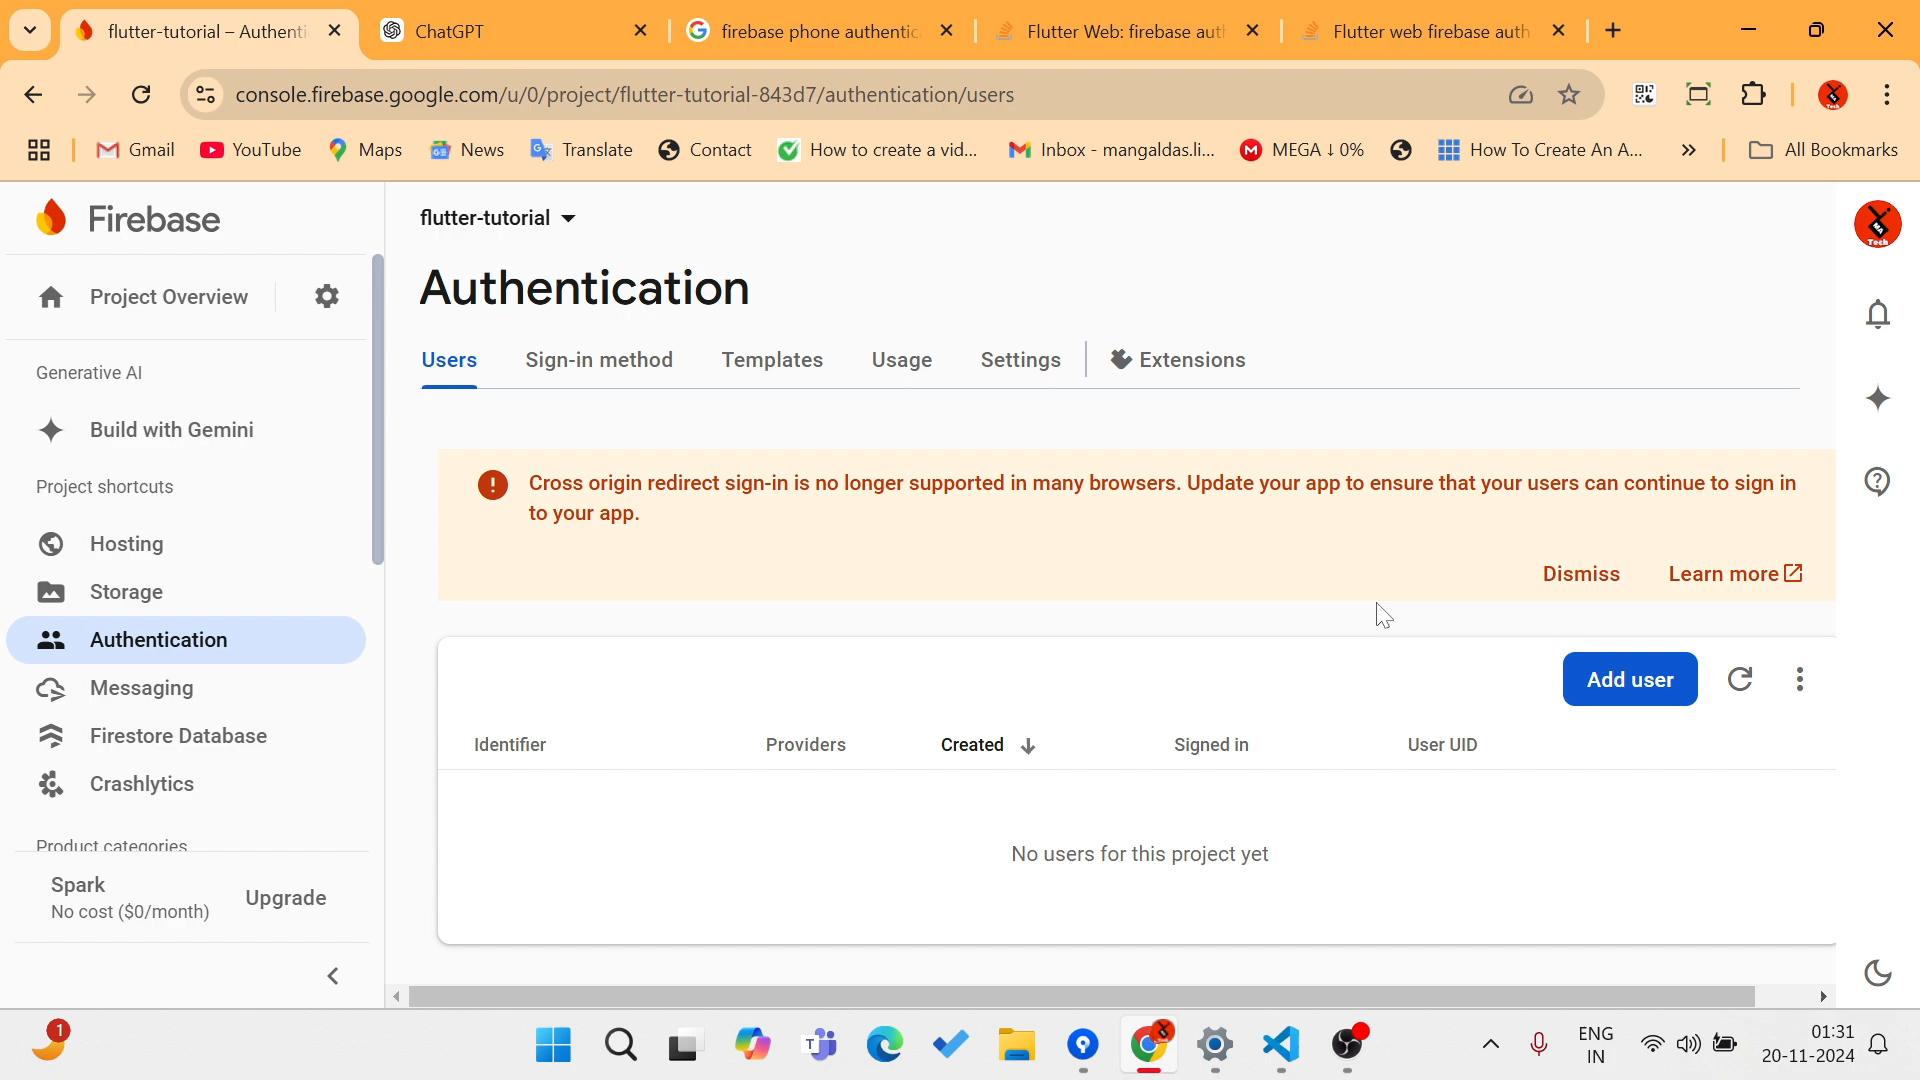 flutter-tutorial – Authenti
ChatGPT
firebase phone authentic
Flutter Web: firebase aut
Flutter web firebase auth
console.firebase.google.com/u/0/project/flutter-tutorial-843d7/authentication/users
Gmail
YouTube
Maps
News
Translate
Contact
How to create a vid...
Inbox - mangaldas.li...
MEGA ↓ 0%
How To Create An A...
»
All Bookmarks
Firebase
flutter-tutorial
Tech
Authentication
Project Overview
Users
Sign-in method
Templates
Usage
Settings
Extensions
Generative AI
Build with Gemini
Project shortcuts
Cross origin redirect sign-in is no longer supported in many browsers. Update your app to ensure that your users can continue to sign in
to your app.
Dismiss
Learn more
Hosting
Storage
Authentication
Messaging
Firestore Database
Crashlytics
Product categories
Add user
Identifier
Providers
Created
Signed in
User UID
No users for this project yet
Spark
No cost ($0/month)
Upgrade
1
ENG
IN
01:31
20-11-2024